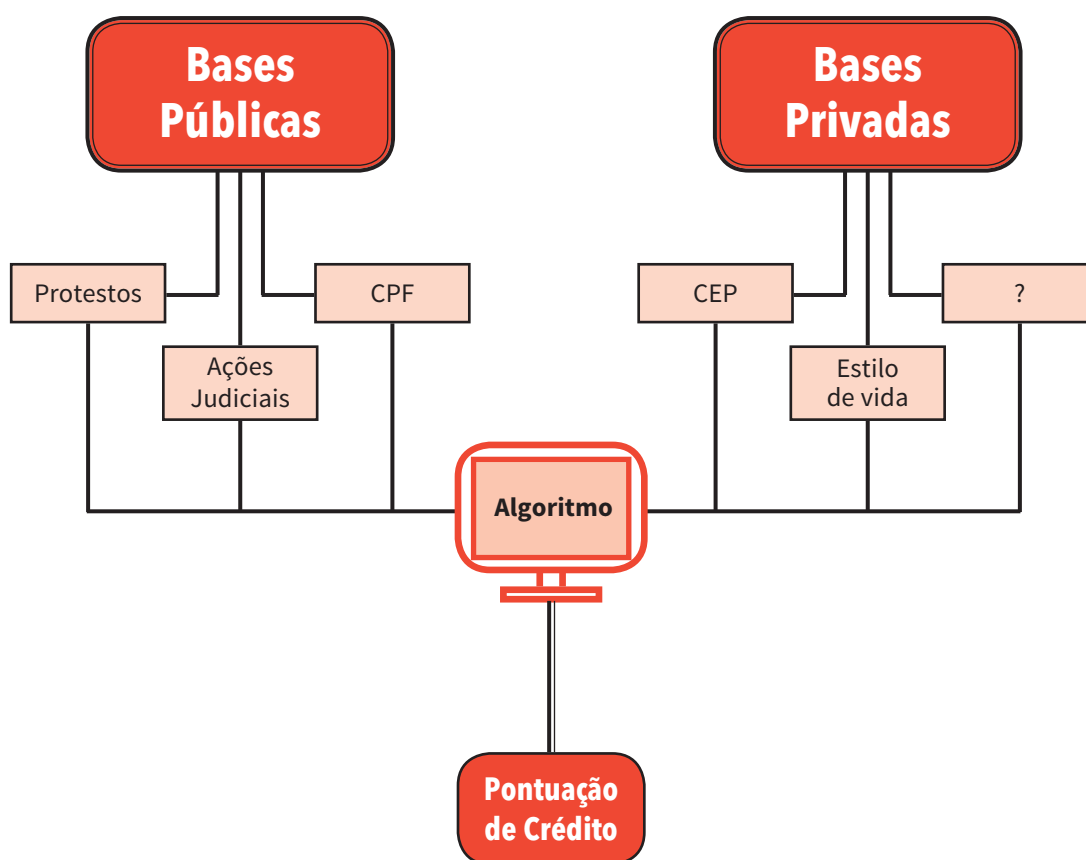 Bases
Públicas
Bases
Privadas
Protestos
CPF
CEP
?
Ações
Judiciais
Estilo
de vida
Algoritmo
Pontuação
de Crédito